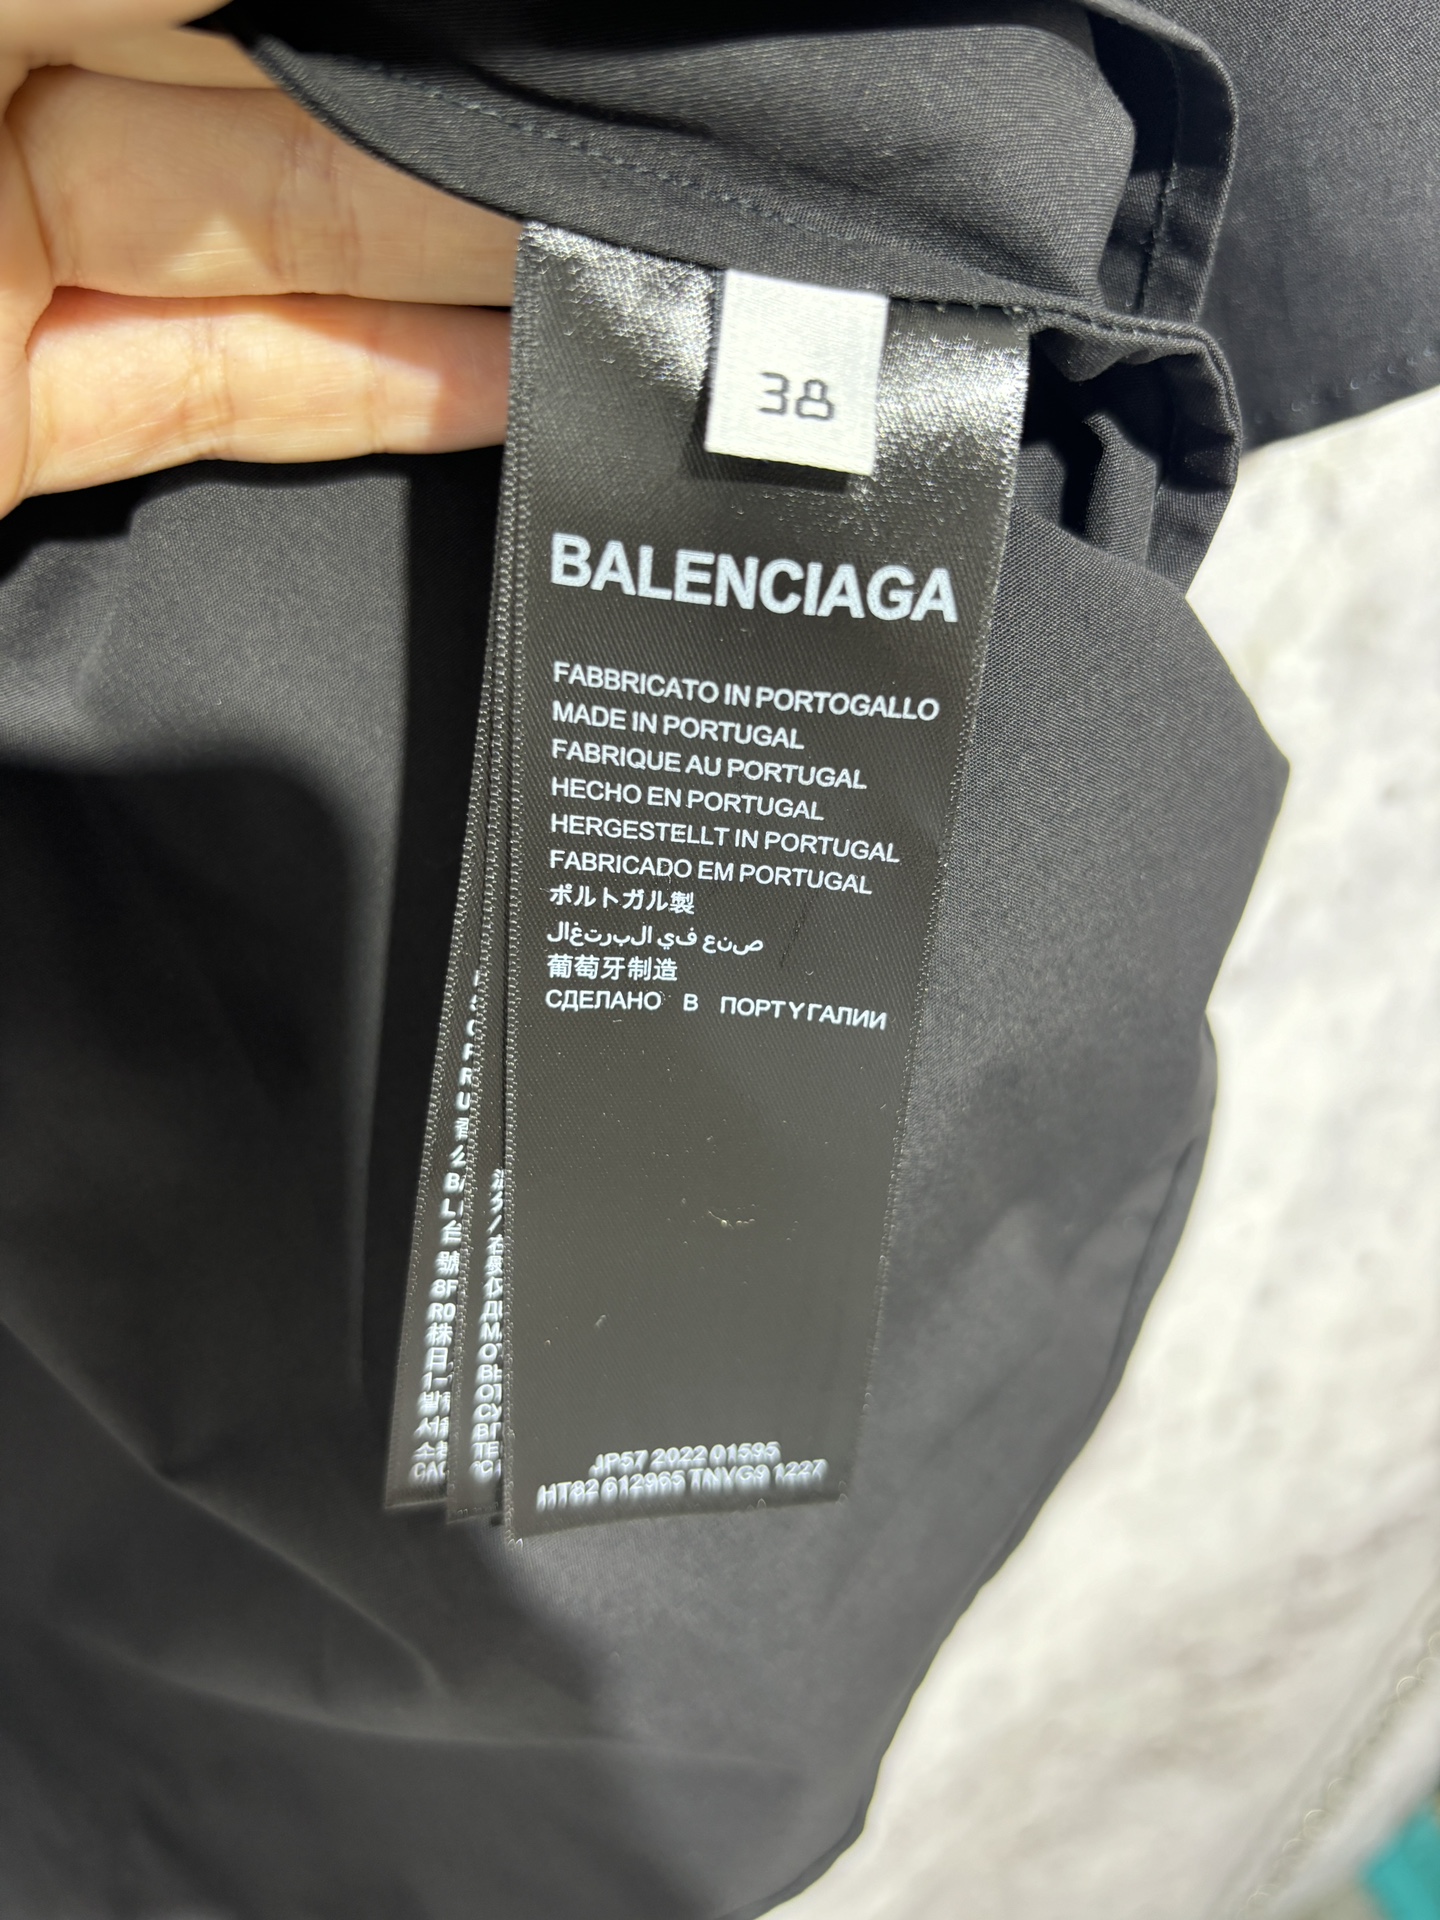 38
BALENCIAGA
FABBRICATO IN PORTOGALLO
MADE IN PORTUGAL
FABRIQUE AU PORTUGAL
HECHO EN PORTUGAL
HERGESTELLT IN PORTUGAL
FABRICADO EM PORTUGAL
ポルトガル製
صنع في البرتغال
葡萄牙制造
СДЕЛАНО В ПОРТУГАЛИИ
JP57 2022 01595
HT82 612965 TNVG9 1227